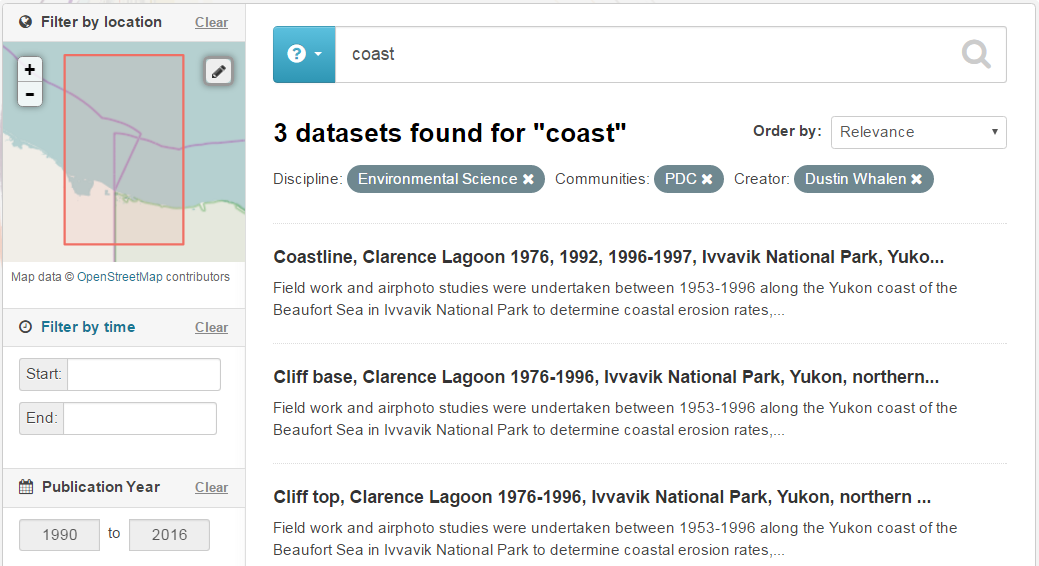 Filter by location Clear
+
-
Map data © OpenStreetMap contributors
Filter by time Clear
Start:
End:
Publication Year Clear
1990 to 2016
? coast
3 datasets found for "coast"
Order by: Relevance
Discipline: Environmental Science ✖ Communities: PDC ✖ Creator: Dustin Whalen ✖
Coastline, Clarence Lagoon 1976, 1992, 1996-1997, Ivvavik National Park, Yuko...
Field work and airphoto studies were undertaken between 1953-1996 along the Yukon coast of the
Beaufort Sea in Ivvavik National Park to determine coastal erosion rates,...
Cliff base, Clarence Lagoon 1976-1996, Ivvavik National Park, Yukon, northern...
Field work and airphoto studies were undertaken between 1953-1996 along the Yukon coast of the
Beaufort Sea in Ivvavik National Park to determine coastal erosion rates,...
Cliff top, Clarence Lagoon 1976-1996, Ivvavik National Park, Yukon, northern ...
Field work and airphoto studies were undertaken between 1953-1996 along the Yukon coast of the
Beaufort Sea in Ivvavik National Park to determine coastal erosion rates,...